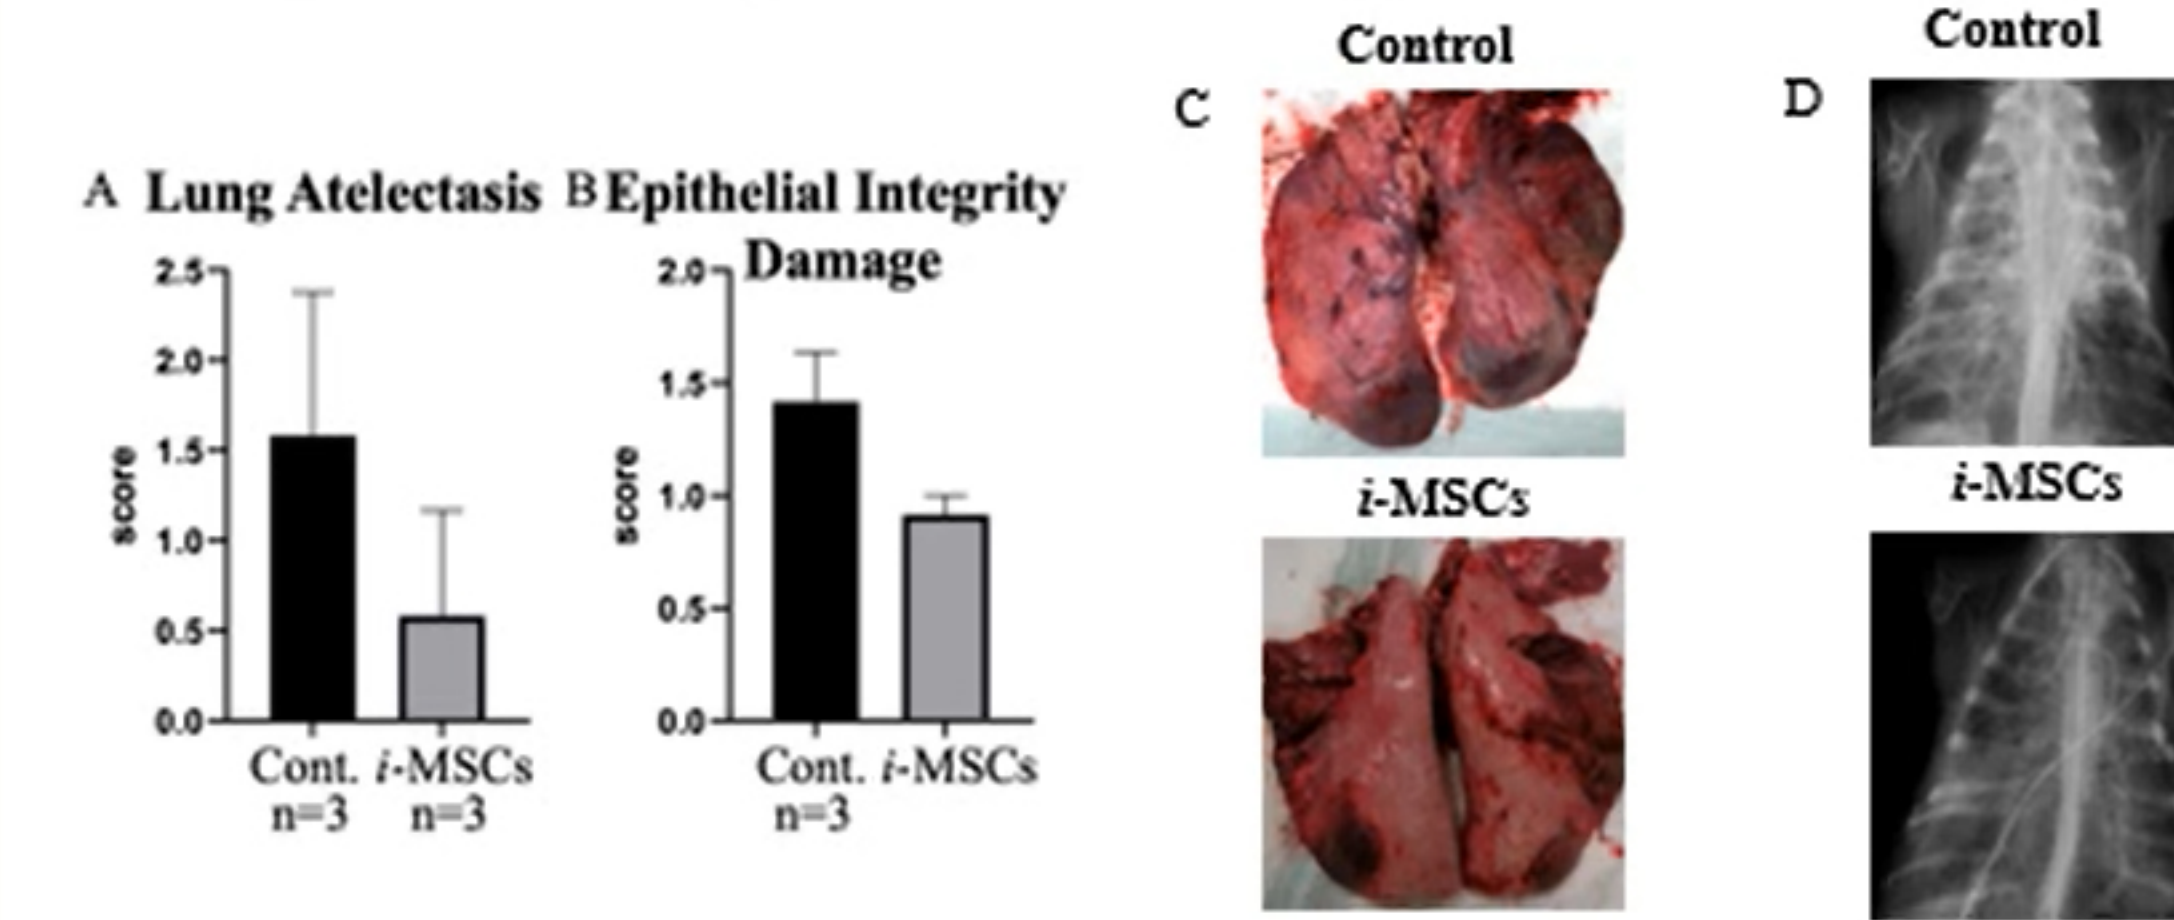 A Lung Atelectasis
2.5
2.0
1.5
1.0
0.5
0.0
score
Cont. i-MSCs
n=3 n=3
B Epithelial Integrity
Damage
2.0
1.5
1.0
0.5
0.0
score
Cont. i-MSCs
n=3
C
Control
i-MSCs
D
Control
i-MSCs